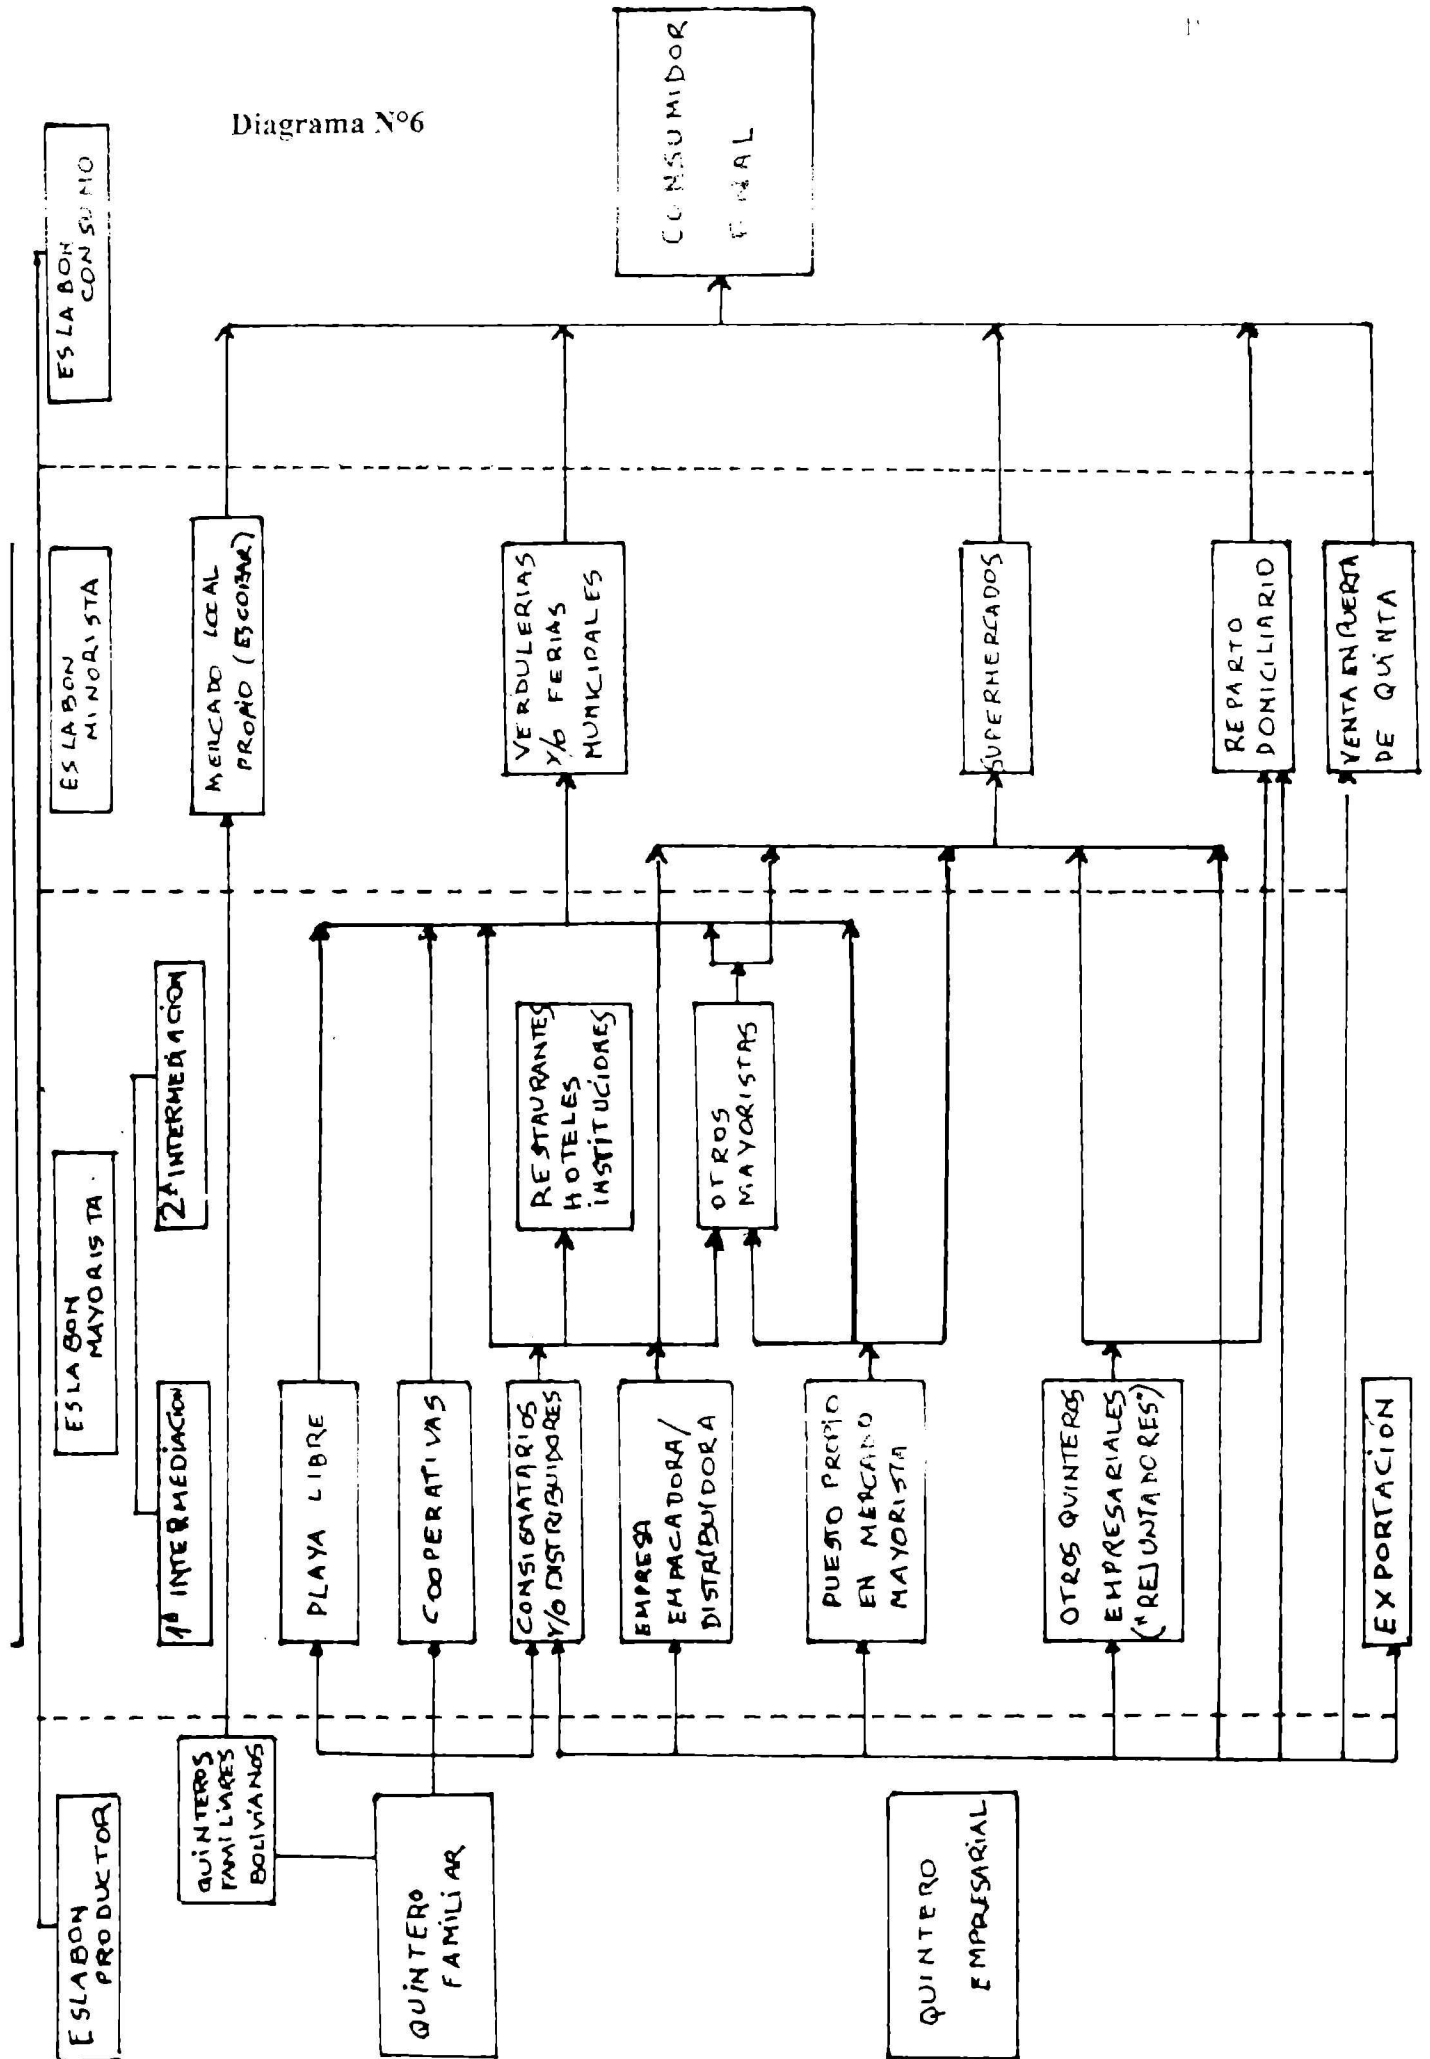 Diagrama N°6
ESLABON
PRODUCTOR
ESLABON
MAYORISTA.
ESLABON
MINORISTA
ESLABON
CONSUMO
1ª INTERMEDIACION
2ª INTERMEDIACION
QUINTEROS
FAMILIARES
BOLIVIANOS
QUINTERO
FAMILIAR
QUINTERO
EMPRESARIAL
PLAYA LIBRE
COOPERATIVAS
CONSIGNATARIOS
Y/O DISTRIBUIDORES
EMPRESA
EMPACADORA/
DISTRIBUIDORA
PUESTO PROPIO
EN MERCADO
MAYORISTA
OTROS QUINTEROS
EMPRESARIALES
("REJUNTADORES")
EXPORTACIÓN
RESTAURANTES
HOTELES
INSTITUCIONES
OTROS
MAYORISTAS
MERCADO LOCAL
PROPIO (ESCOBAR)
VERDULERIAS
Y/O FERIAS
MUNICIPALES
SUPERMERCADOS
REPARTO
DOMICILIARIO
VENTA EN PUERTA
DE QUINTA
CONSUMIDOR
FINAL